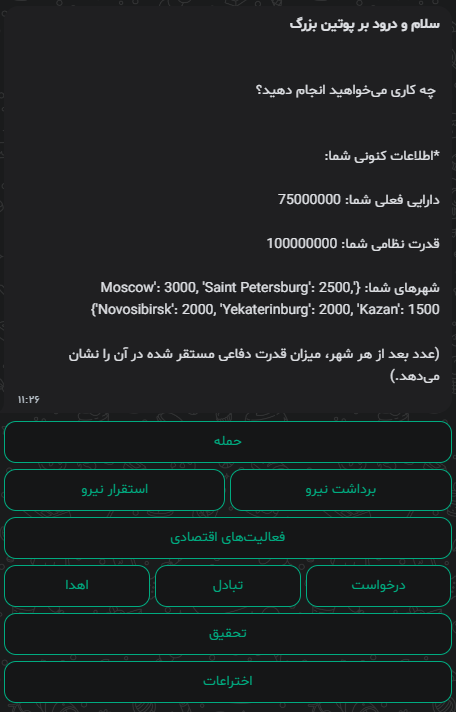 سلام و درود بر پوتین بزرگ
چه کاری می‌خواهید انجام دهید؟
*اطلاعات کنونی شما:
دارایی فعلی شما: 75000000
قدرت نظامی شما: 100000000
شهرهای شما: {'Moscow': 3000, 'Saint Petersburg': 2500,
'Novosibirsk': 2000, 'Yekaterinburg': 2000, 'Kazan': 1500}
(عدد بعد از هر شهر، میزان قدرت دفاعی مستقر شده در آن را نشان
می‌دهد.)
۱۱:۲۶
حمله
برداشت نیرو
استقرار نیرو
فعالیت‌های اقتصادی
درخواست
تبادل
اهدا
تحقیق
اختراعات